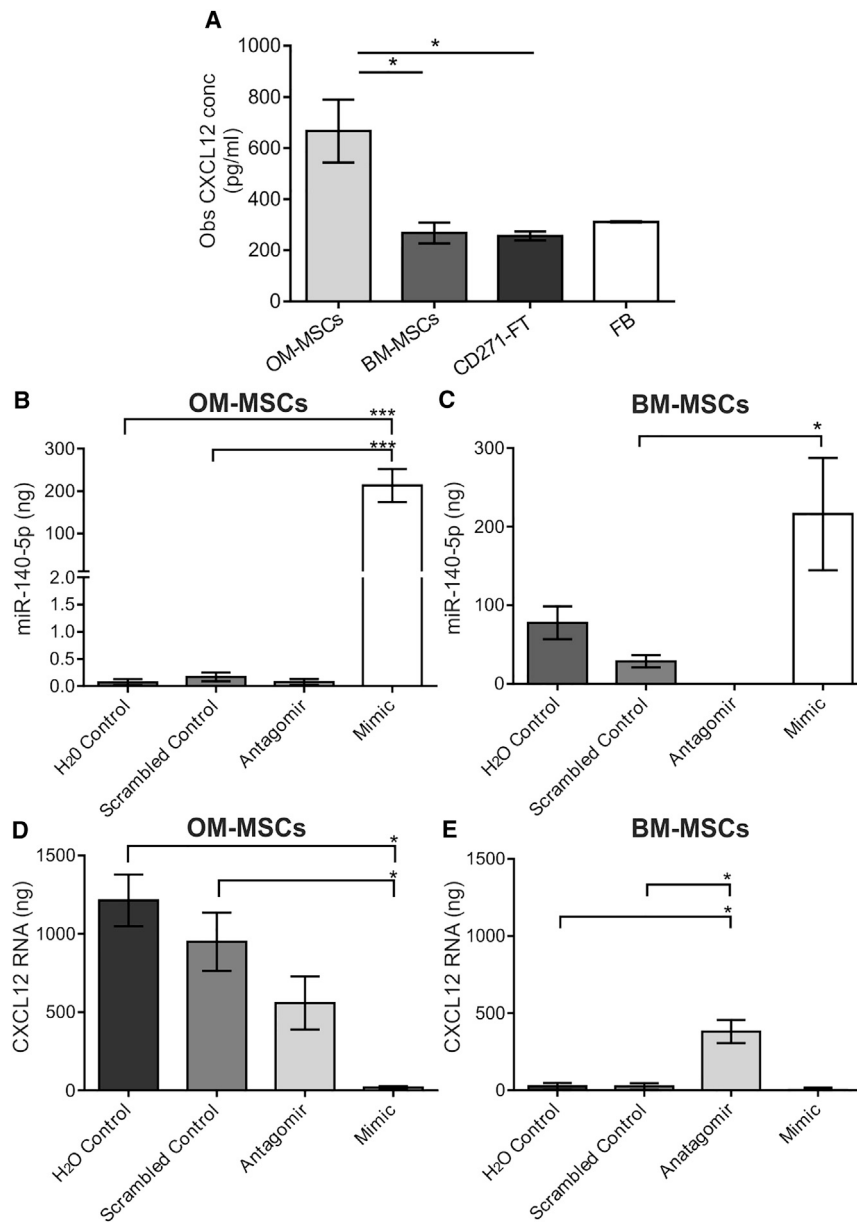 A
Obs CXCL12 conc
(pg/ml)
1000
800
600
400
200
0
*
*
OM-MSCs
BM-MSCs
CD271-FT
FB
B
OM-MSCs
miR-140-5p (ng)
300
200
100
2.0
1.5
1.0
0.5
0.0
***
***
H20 Control
Scrambled Control
Antagomir
Mimic
C
BM-MSCs
miR-140-5p (ng)
300
200
100
0
*
H2O Control
Scrambled Control
Antagomir
Mimic
D
OM-MSCs
CXCL12 RNA (ng)
1500
1000
500
0
*
*
H2O Control
Scrambled Control
Antagomir
Mimic
E
BM-MSCs
CXCL12 RNA (ng)
1500
1000
500
0
*
*
H2O Control
Scrambled Control
Anatagomir
Mimic